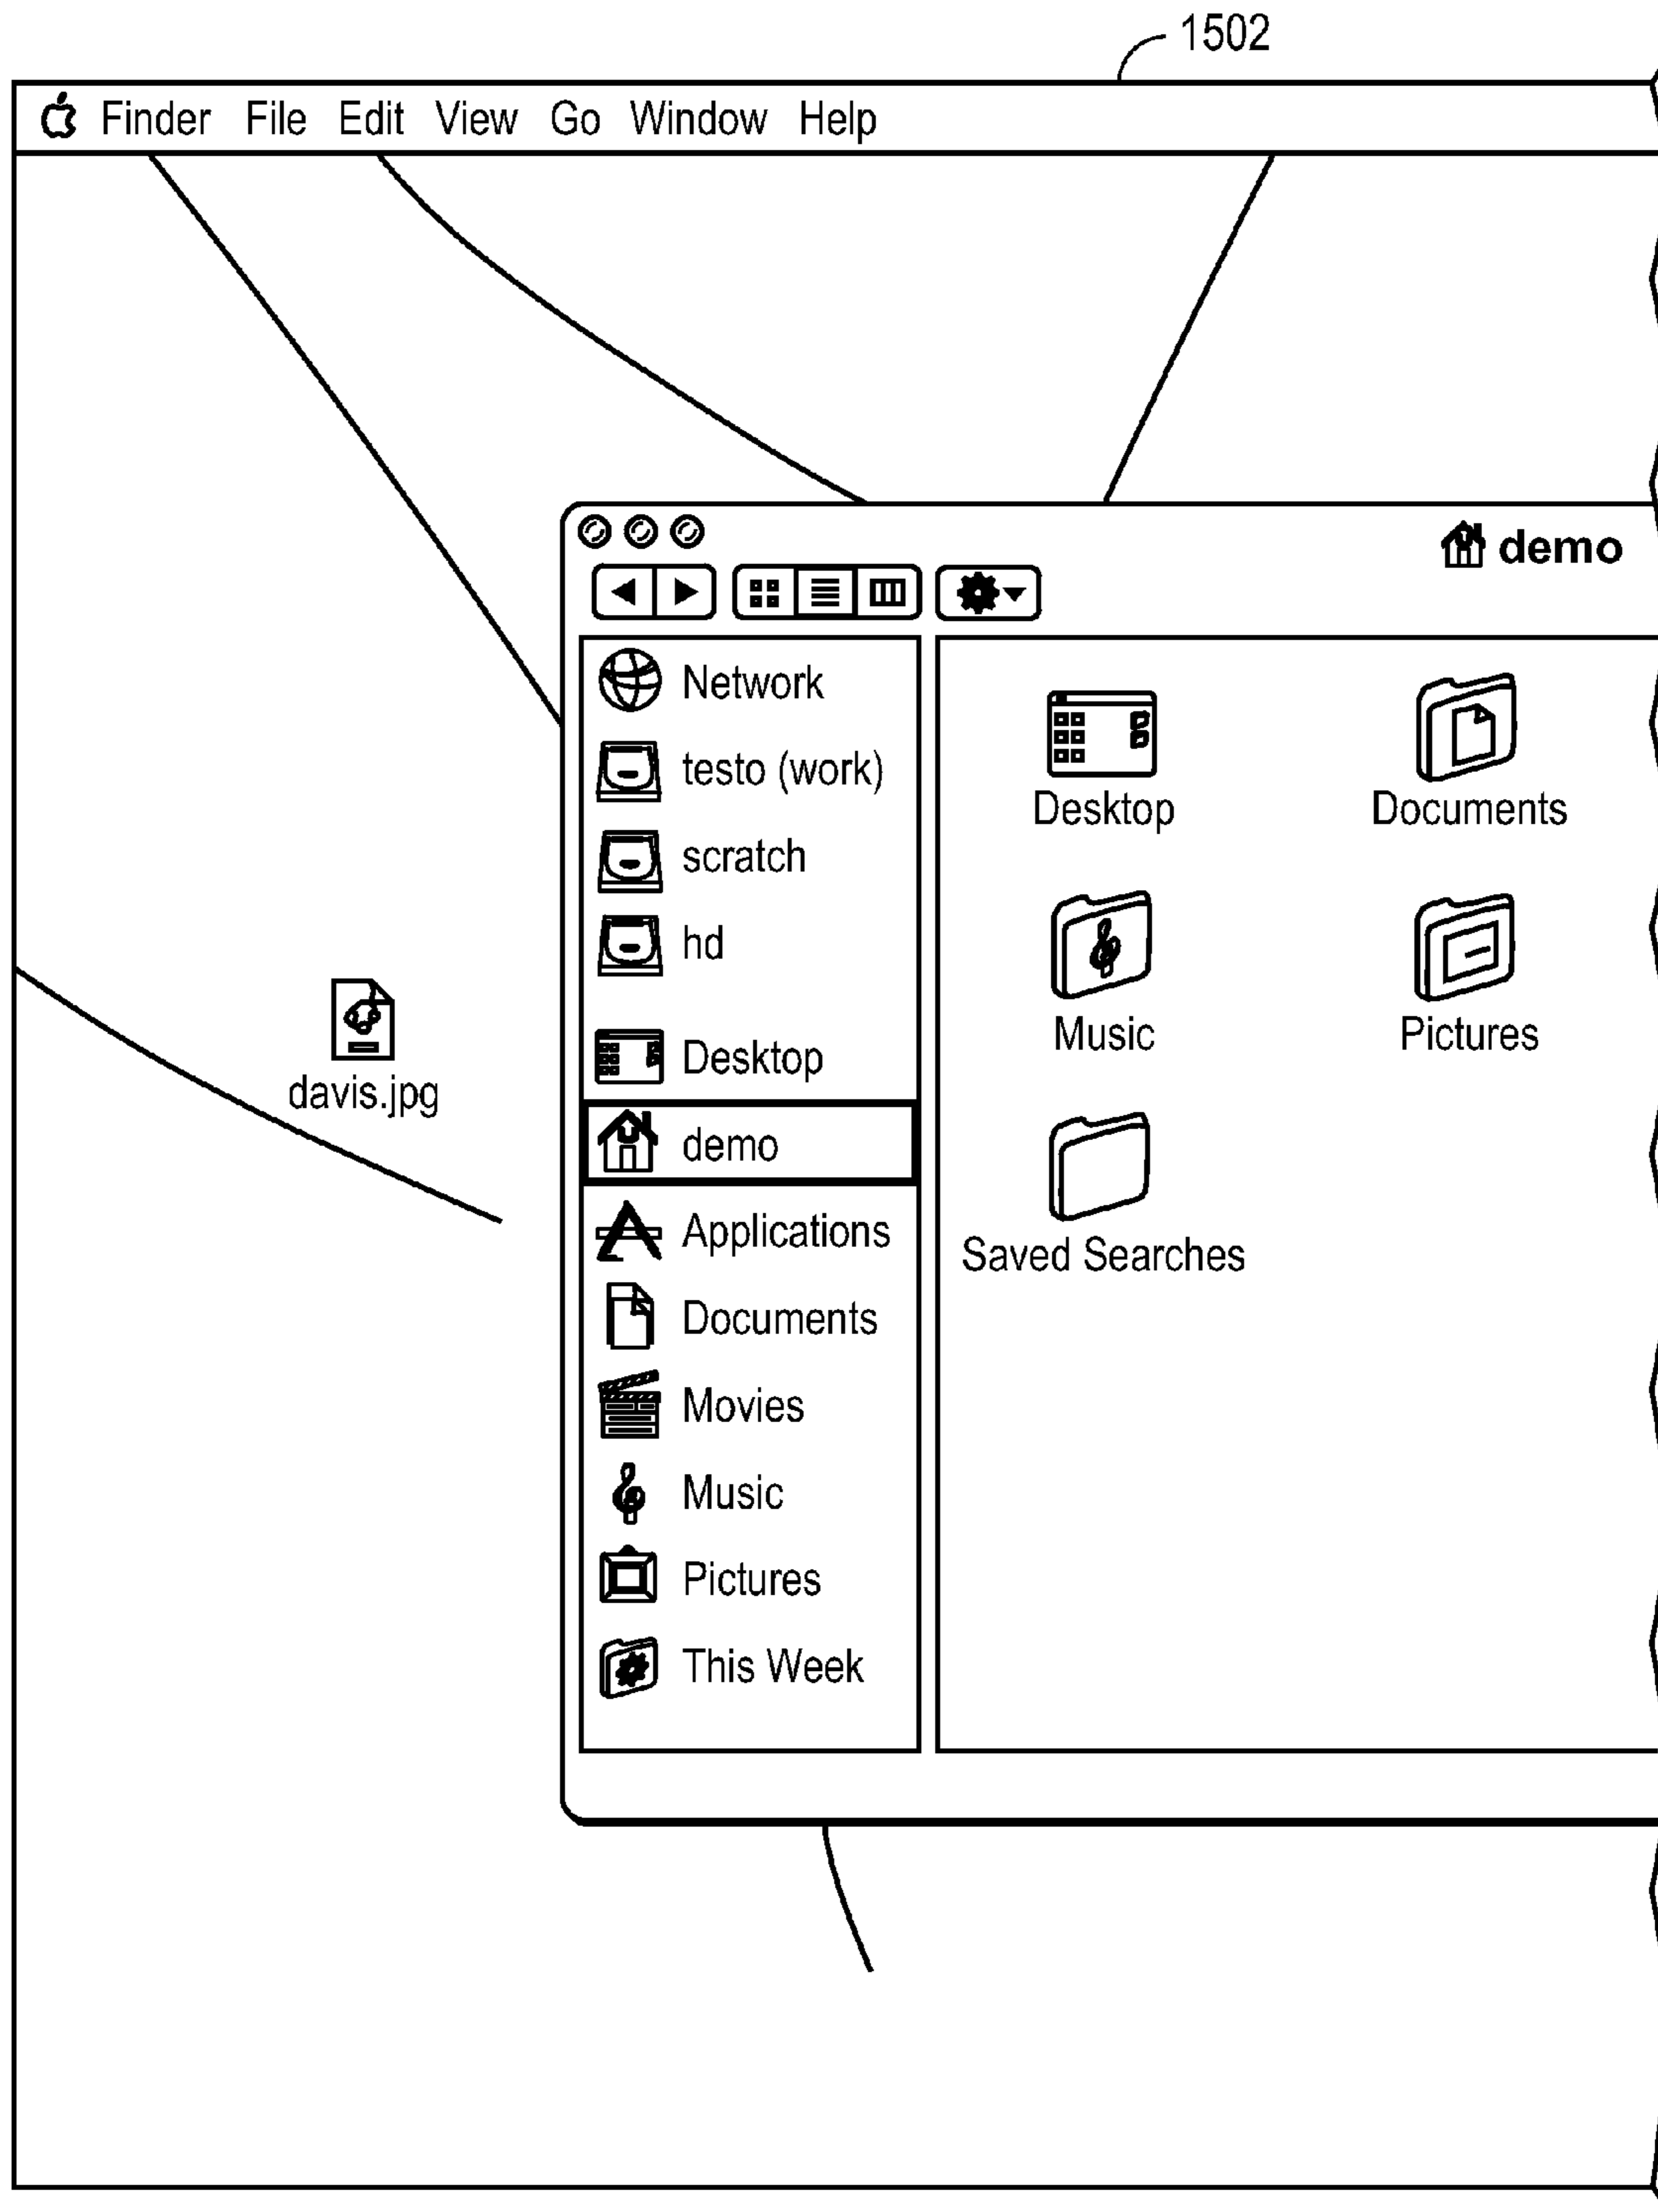 1502
Finder File Edit View Go Window Help
demo
Network
testo (work)
scratch
hd
Desktop
demo
Applications
Documents
Movies
Music
Pictures
This Week
Desktop
Documents
Music
Pictures
Saved Searches
davis.jpg